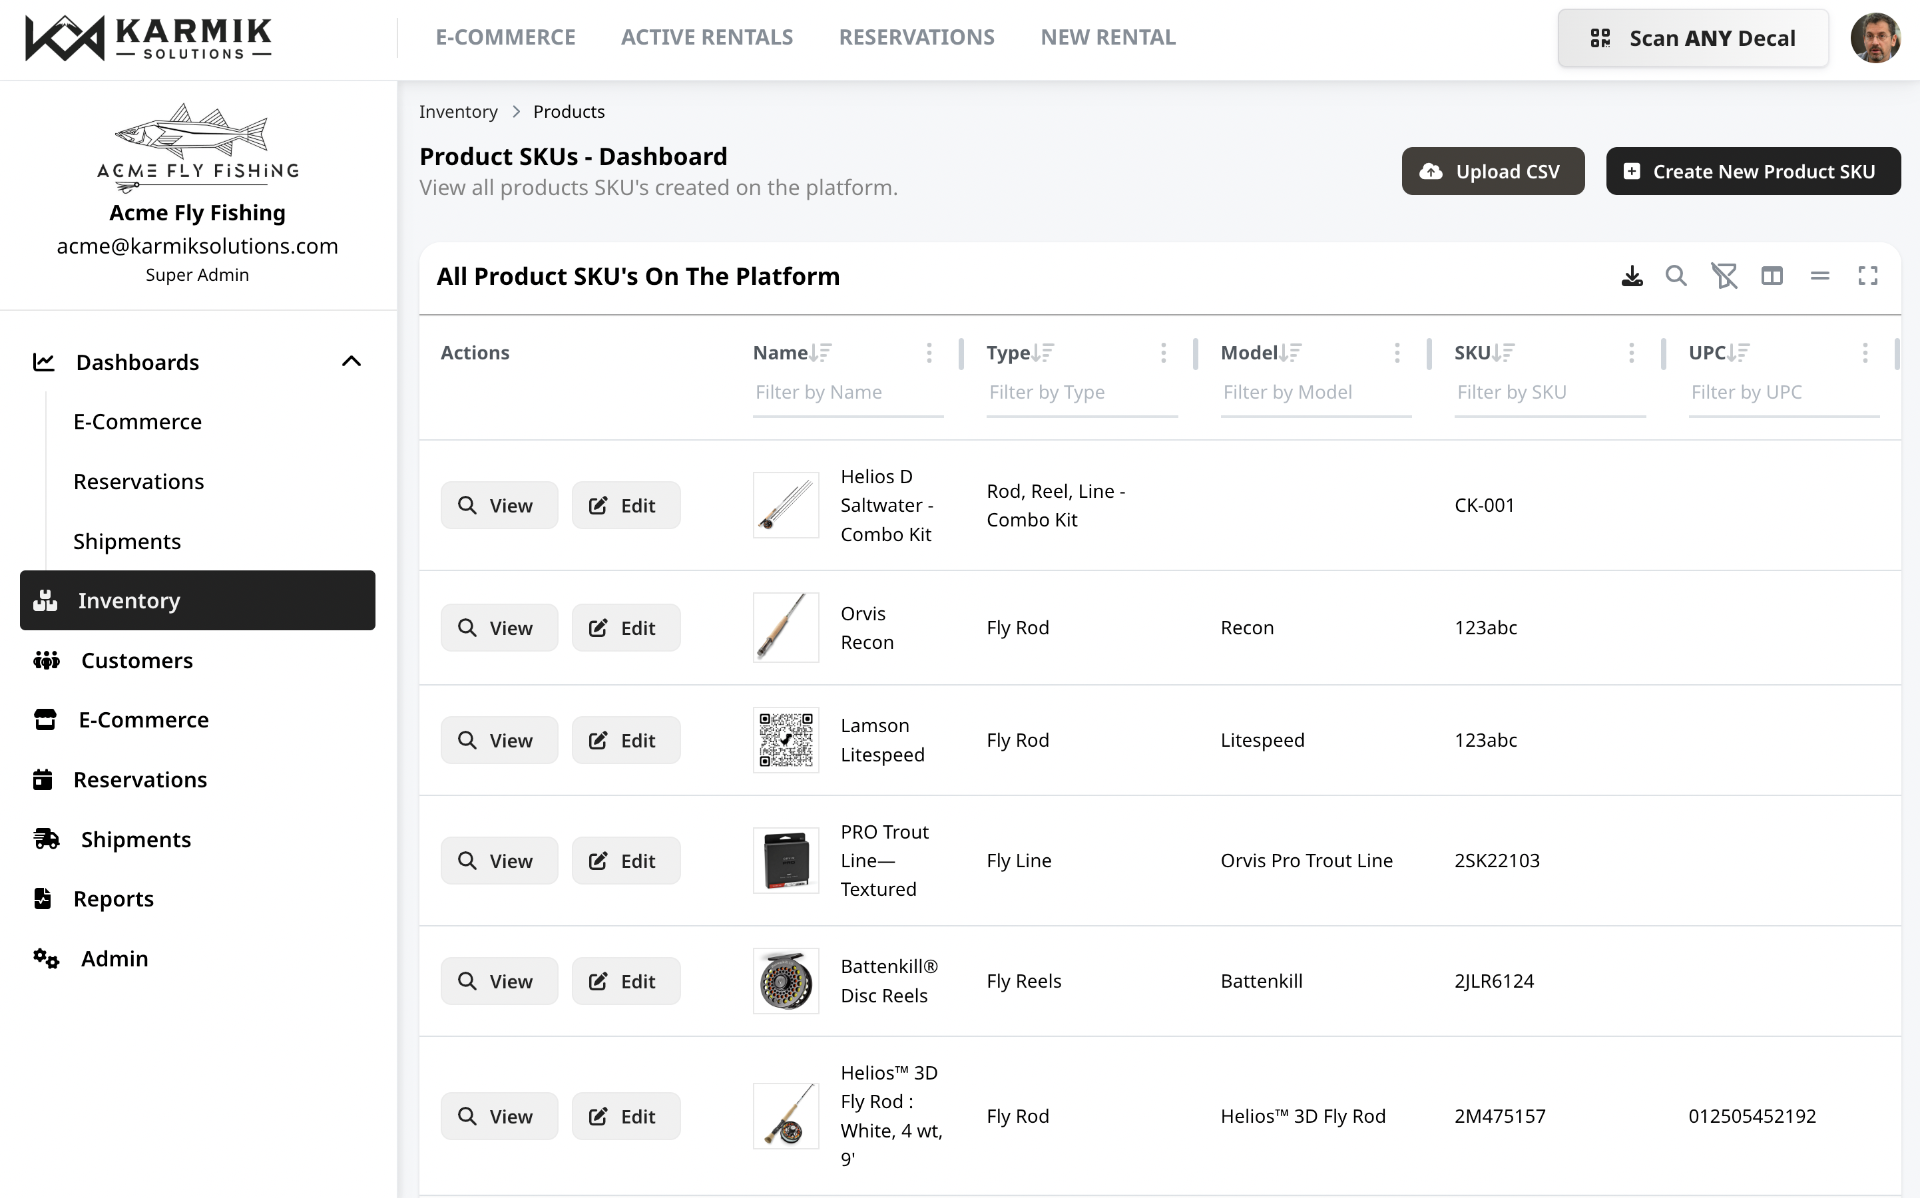 KARMIK
SOLUTIONS
E-COMMERCE
ACTIVE RENTALS
RESERVATIONS
NEW RENTAL
Scan ANY Decal
ACME FLY FISHING
Acme Fly Fishing
acme@karmiksolutions.com
Super Admin
Dashboards
E-Commerce
Reservations
Shipments
Inventory
Customers
E-Commerce
Reservations
Shipments
Reports
Admin
Inventory > Products
Product SKUs - Dashboard
View all products SKU's created on the platform.
Upload CSV
Create New Product SKU
All Product SKU's On The Platform
Actions
Name
Type
Model
SKU
UPC
Filter by Name
Filter by Type
Filter by Model
Filter by SKU
Filter by UPC
View
Edit
Helios D
Saltwater -
Combo Kit
Rod, Reel, Line -
Combo Kit
CK-001
View
Edit
Orvis
Recon
Fly Rod
Recon
123abc
View
Edit
Lamson
Litespeed
Fly Rod
Litespeed
123abc
View
Edit
PRO Trout
Line—
Textured
Fly Line
Orvis Pro Trout Line
2SK22103
View
Edit
Battenkill®
Disc Reels
Fly Reels
Battenkill
2JLR6124
View
Edit
Helios™ 3D
Fly Rod :
White, 4 wt,
9'
Fly Rod
Helios™ 3D Fly Rod
2M475157
012505452192